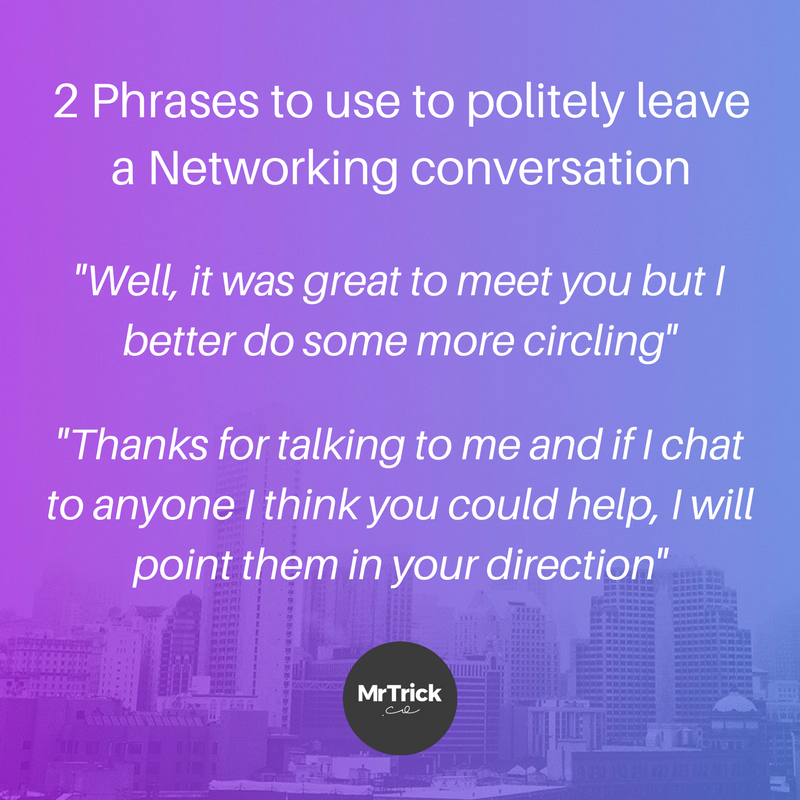 2 Phrases to use to politely leave
a Networking conversation
"Well, it was great to meet you but I
better do some more circling"
"Thanks for talking to me and if I chat
to anyone I think you could help, I will
point them in your direction"
MrTrick
.co